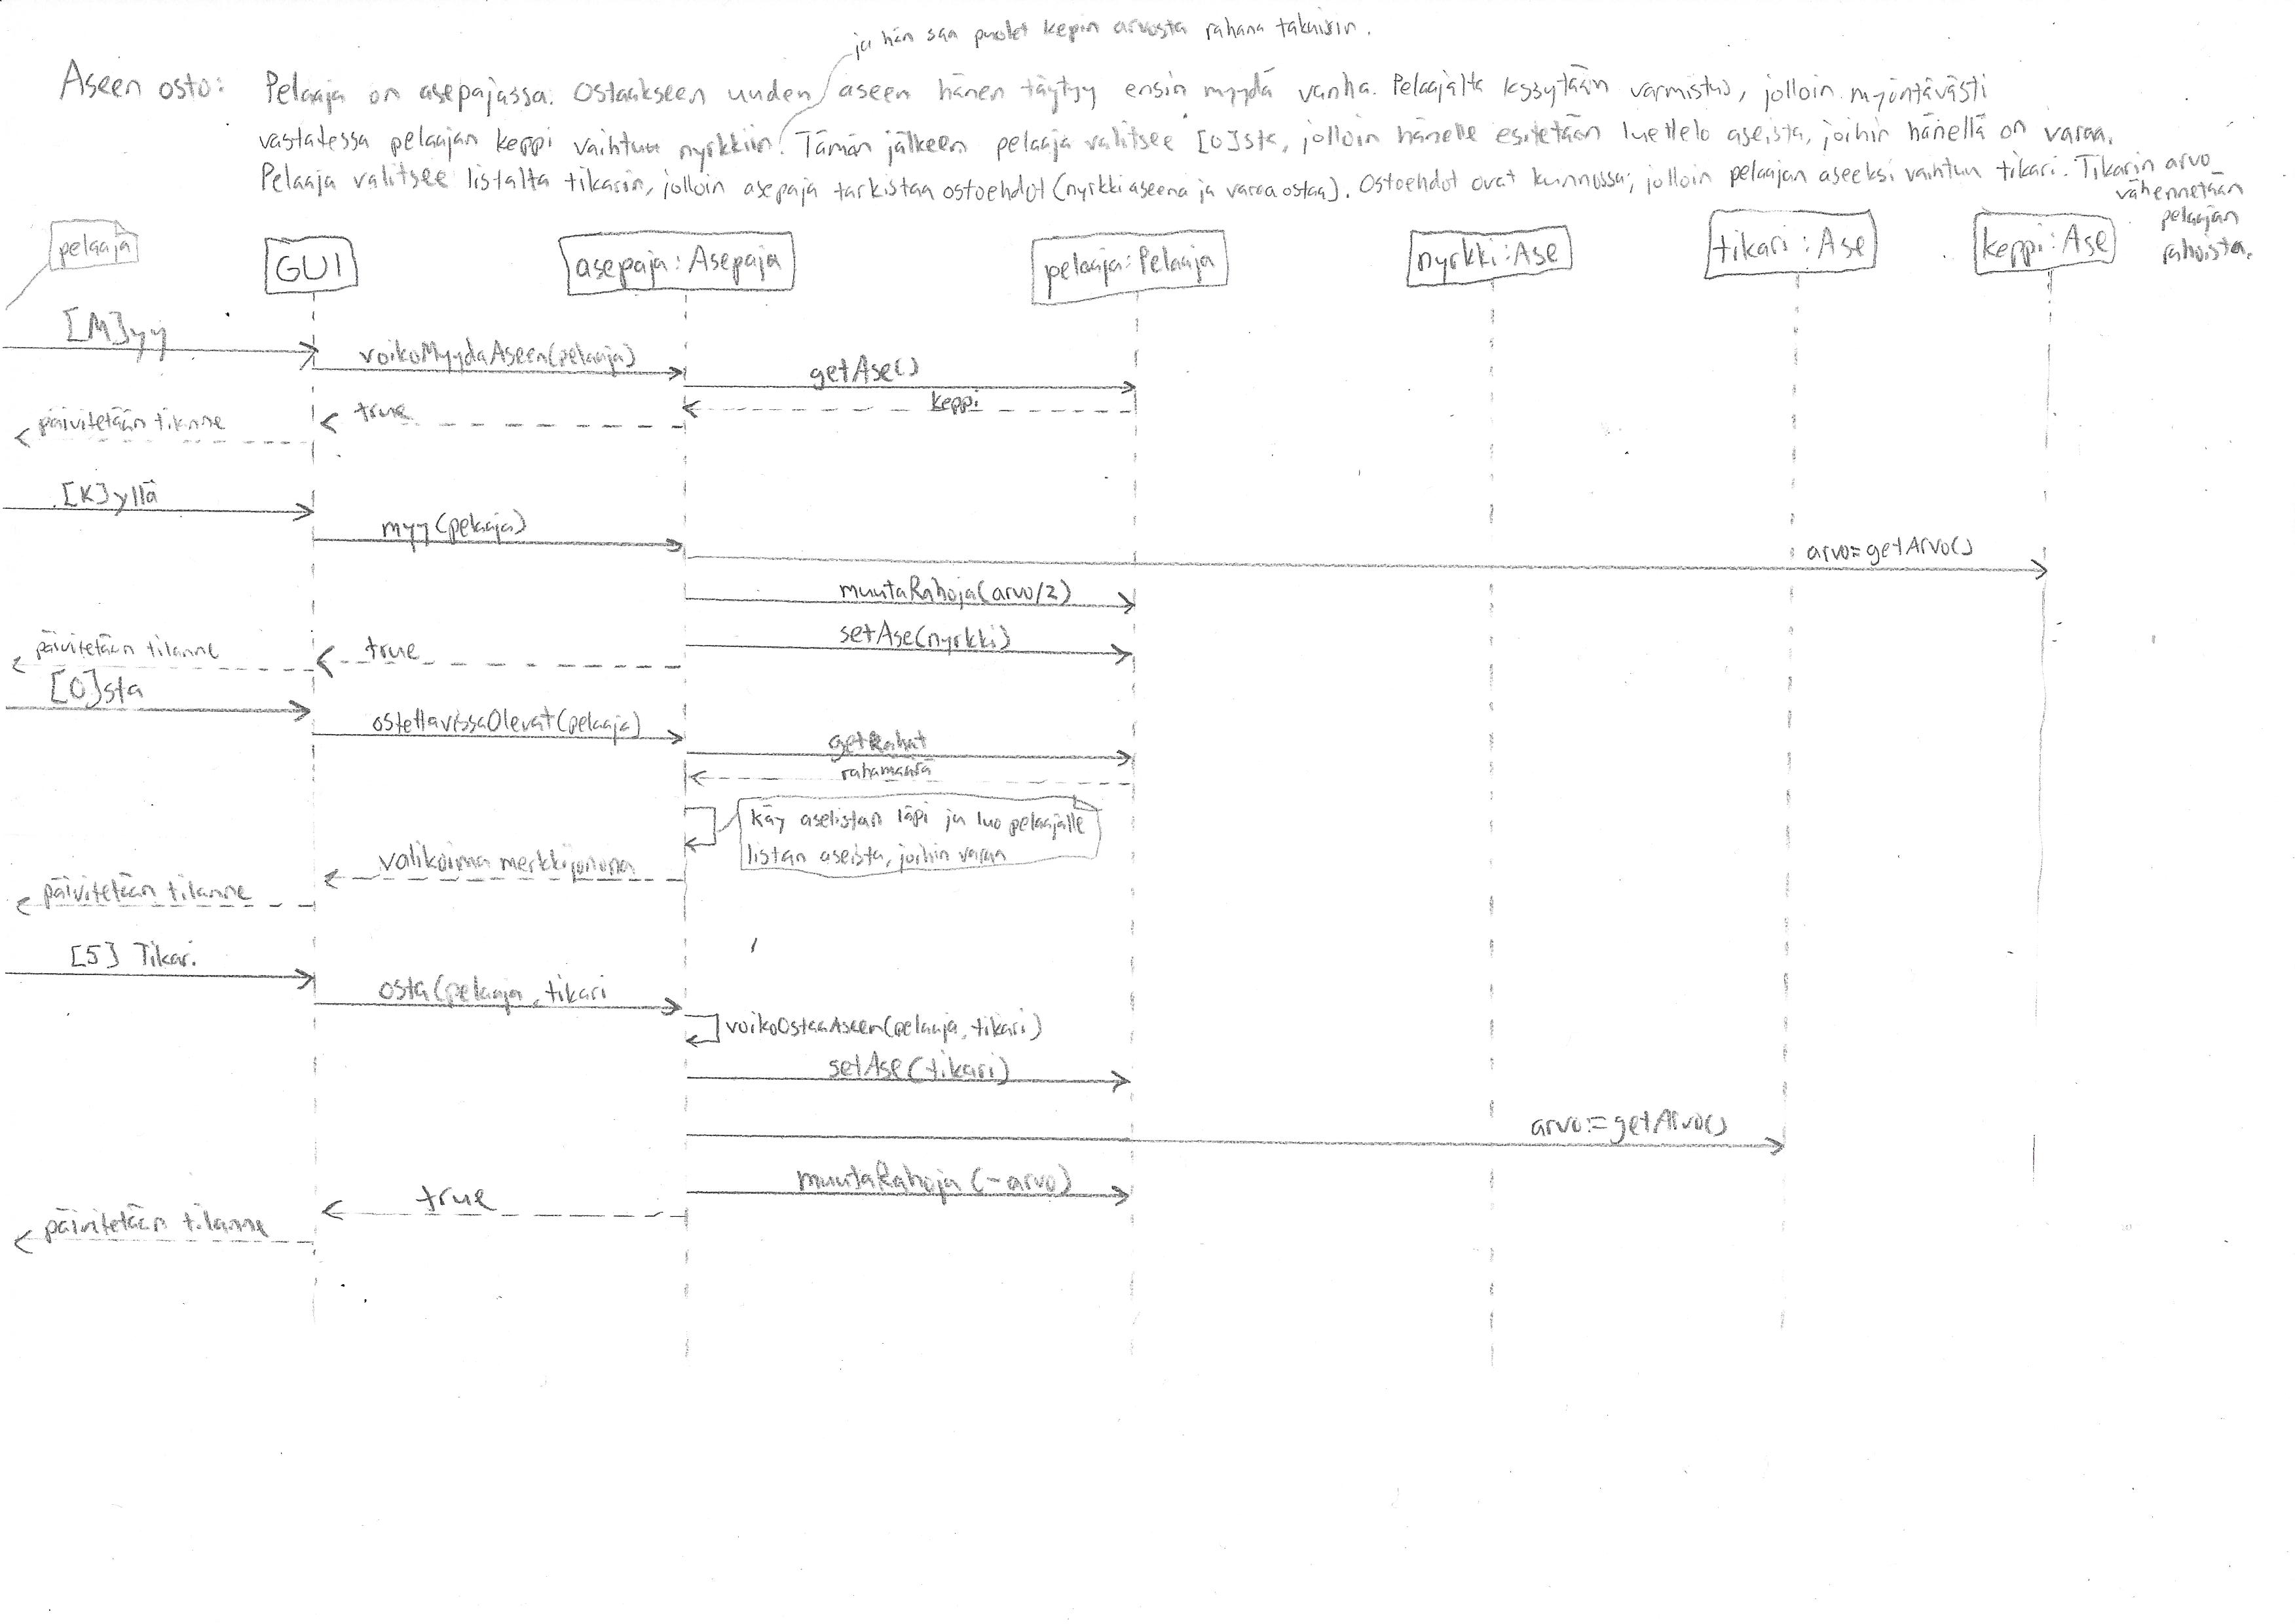 ja hän saa puolet kepin arvosta rahana takaisin.
Aseen osto: Pelaaja on asepajassa. Ostaakseen uuden aseen hänen täytyy ensin myydä vanha. Pelaajalta kysytään varmistus, jolloin myöntävästi
vastatessa pelaajan keppi vaihtuu nyrkkiin. Tämän jälkeen pelaaja valitsee [O]sta, jolloin hänelle esitetään luettelo aseista, joihin hänellä on varaa.
Pelaaja valitsee listalta tikarin, jolloin asepaja tarkistaa ostoehdot (nyrkki aseena ja varaa ostaa). Ostoehdot ovat kunnossa, jolloin pelaajan aseeksi vaihtuu tikari. Tikarin arvo
vähennetään
pelaajan
rahoista.
pelaaja
GUI
asepaja:Asepaja
pelaaja:Pelaaja
nyrkki:Ase
tikari:Ase
keppi:Ase
[M]yy
voikoMyydaAseen(pelaaja)
getAse()
keppi
true
päivitetään tilanne
[K]yllä
myy(pelaaja)
arvo=getArvo()
muutaRahoja(arvo/2)
setAse(nyrkki)
true
päivitetään tilanne
[O]sta
ostettavissaOlevat(pelaaja)
getRahat
rahamäärä
käy aselistan läpi ja luo pelaajalle
listan aseista, joihin varaa
valikoima merkkijonona
päivitetään tilanne
[5] Tikari
osta(pelaaja, tikari
voikoOstaaAseen(pelaaja, tikari)
setAse(tikari)
arvo:=getArvo()
muutaRahoja(-arvo)
true
päivitetään tilanne